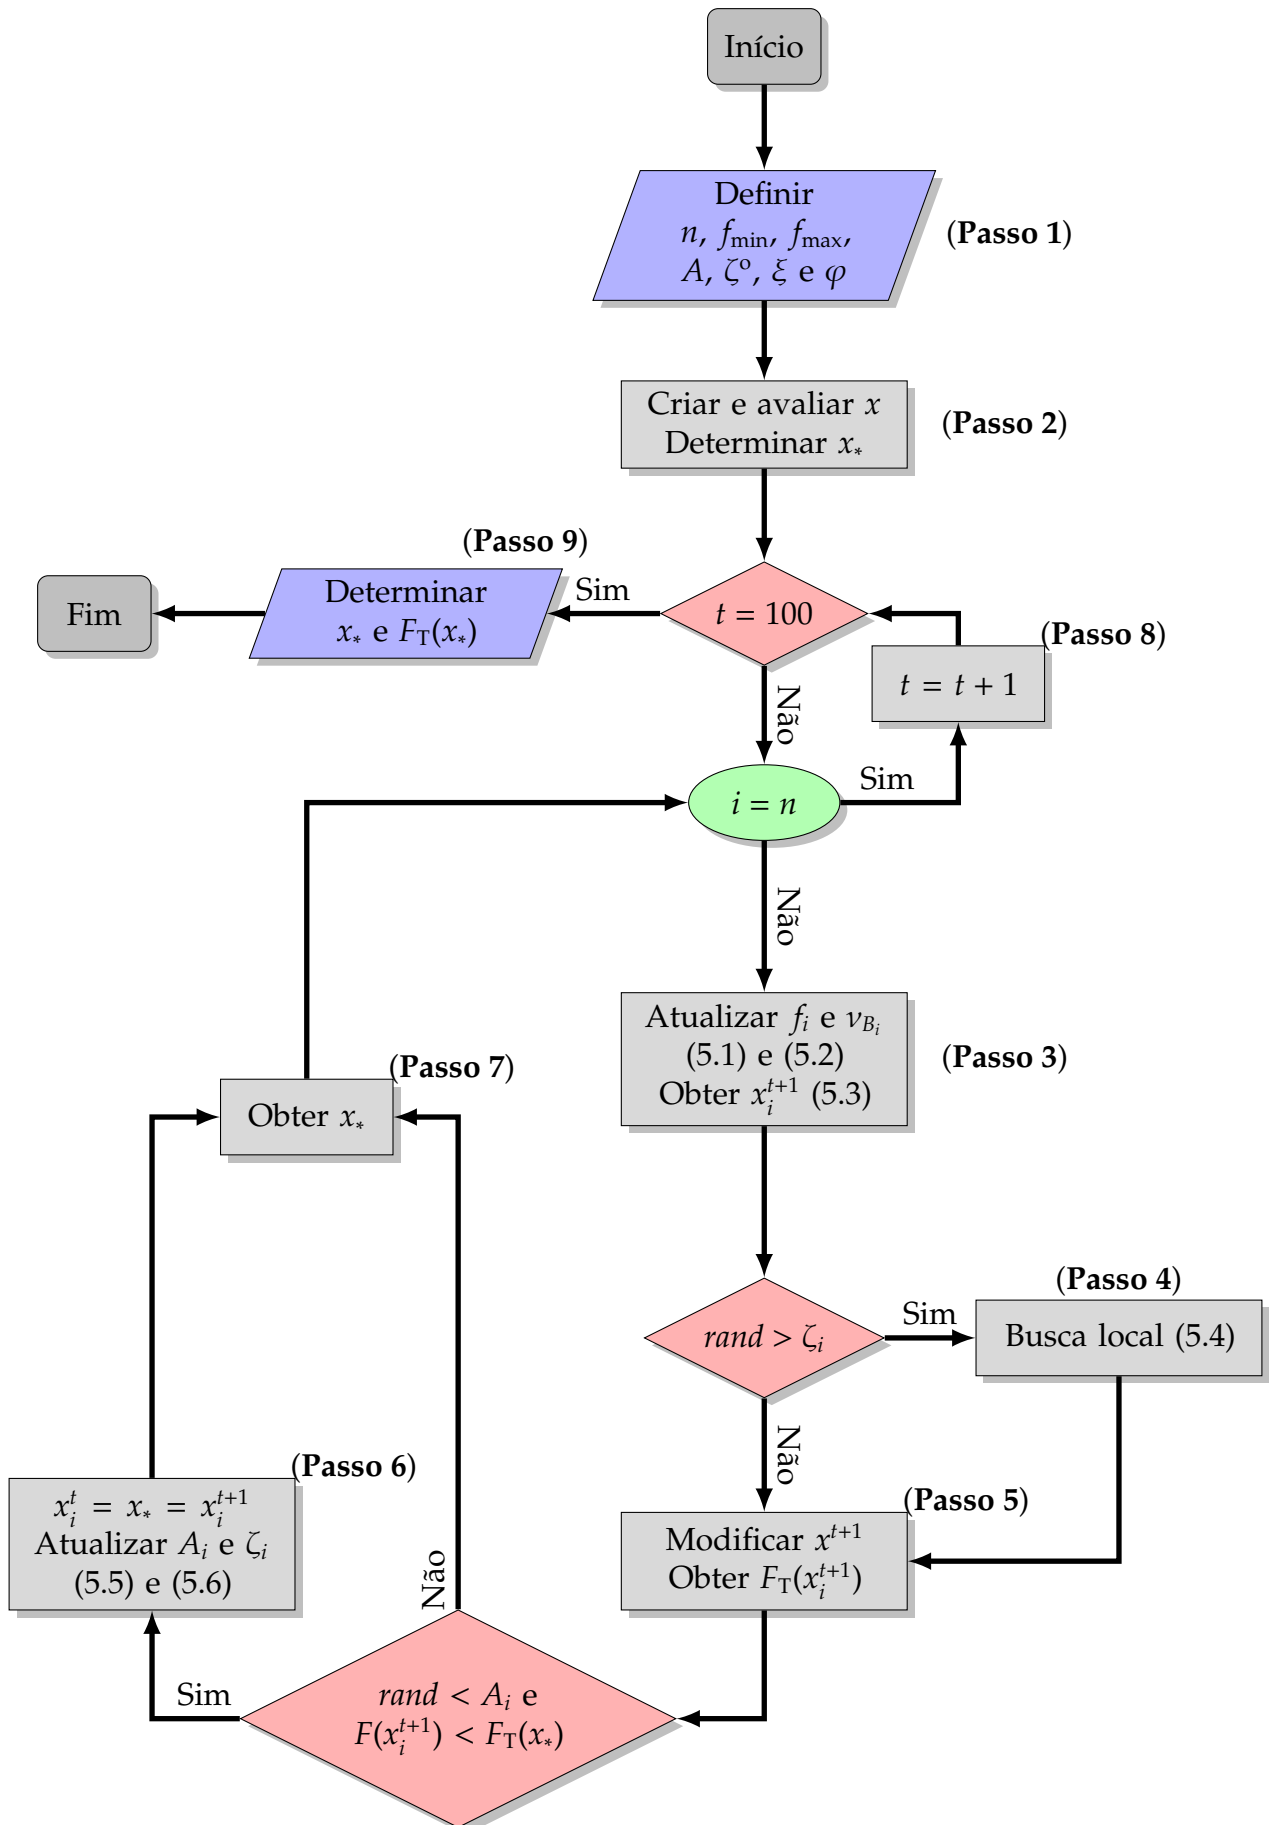 Início
Definir
n, f_min, f_max,
A, ζ°, ξ e φ
(Passo 1)
Criar e avaliar x
Determinar x_*
(Passo 2)
(Passo 9)
Fim
Determinar
x_* e F_T(x_*)
Sim
t = 100
(Passo 8)
t = t + 1
Não
i = n
Sim
Não
Atualizar f_i e ν_{B_i}
(5.1) e (5.2)
Obter x_i^{t+1} (5.3)
(Passo 3)
(Passo 7)
Obter x_*
(Passo 4)
rand > ζ_i
Sim
Busca local (5.4)
Não
(Passo 6)
x_i^t = x_* = x_i^{t+1}
Atualizar A_i e ζ_i
(5.5) e (5.6)
(Passo 5)
Modificar x^{t+1}
Obter F_T(x_i^{t+1})
Não
Sim
rand < A_i e
F(x_i^{t+1}) < F_T(x_*)